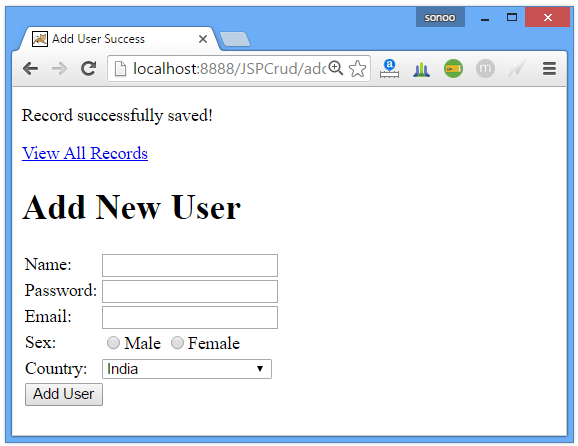 sonoo
Add User Success
localhost:8888/JSPCrud/add
Record successfully saved!
View All Records
Add New User
Name:
Password:
Email:
Sex: Male Female
Country: India
Add User